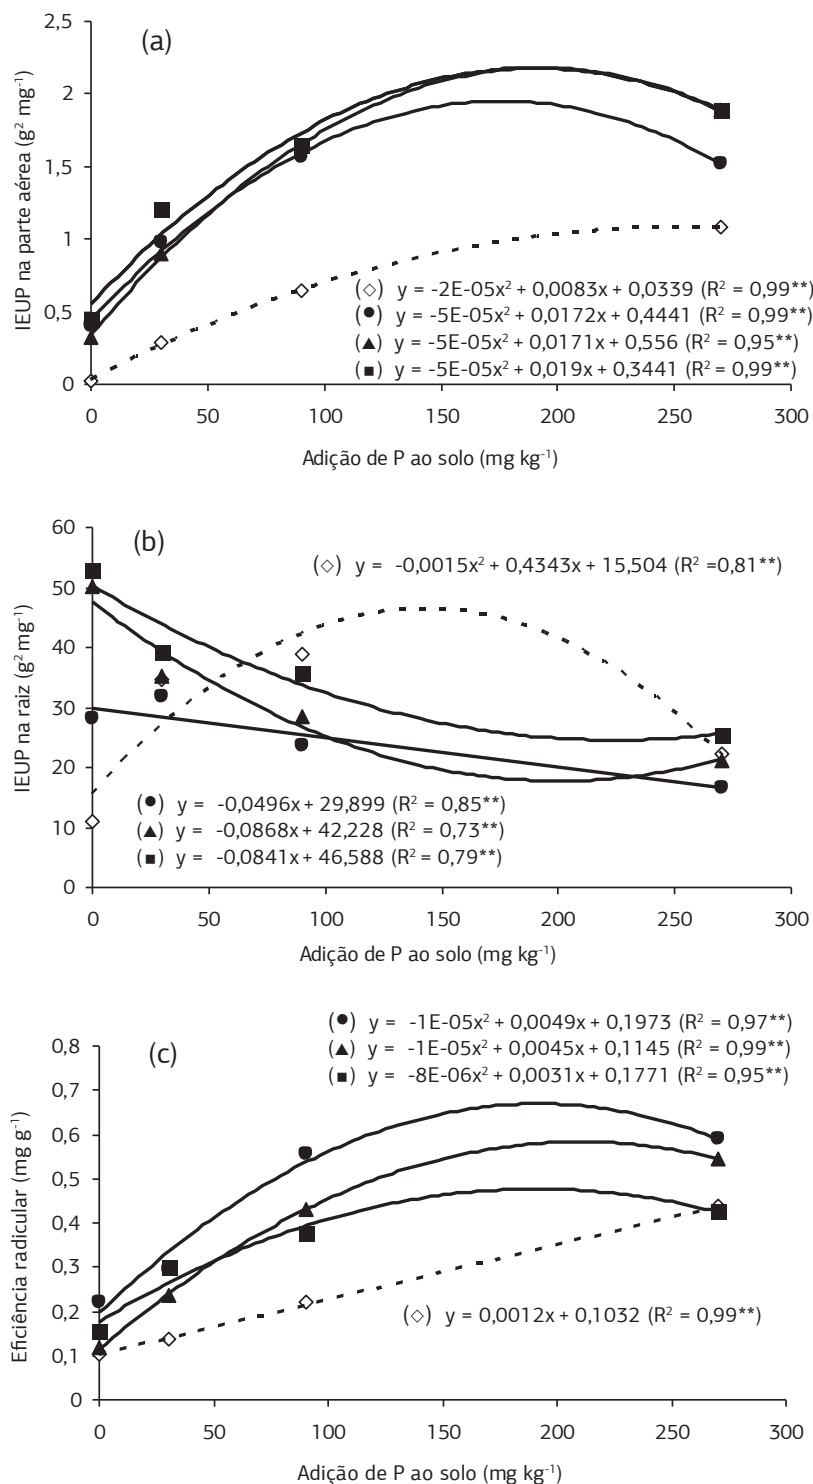 (a)
IEUP na parte aérea (g² mg⁻¹)
2,5
2
1,5
1
0,5
0
(◇) y = -2E-05x² + 0,0083x + 0,0339 (R² = 0,99**)
(●) y = -5E-05x² + 0,0172x + 0,4441 (R² = 0,99**)
(▲) y = -5E-05x² + 0,0171x + 0,556 (R² = 0,95**)
(■) y = -5E-05x² + 0,019x + 0,3441 (R² = 0,99**)
0 50 100 150 200 250 300
Adição de P ao solo (mg kg⁻¹)
(b)
IEUP na raiz (g² mg⁻¹)
60
50
40
30
20
10
0
(◇) y = -0,0015x² + 0,4343x + 15,504 (R² =0,81**)
(●) y = -0,0496x + 29,899 (R² = 0,85**)
(▲) y = -0,0868x + 42,228 (R² = 0,73**)
(■) y = -0,0841x + 46,588 (R² = 0,79**)
0 50 100 150 200 250 300
Adição de P ao solo (mg kg⁻¹)
(●) y = -1E-05x² + 0,0049x + 0,1973 (R² = 0,97**)
(▲) y = -1E-05x² + 0,0045x + 0,1145 (R² = 0,99**)
(■) y = -8E-06x² + 0,0031x + 0,1771 (R² = 0,95**)
(c)
Eficiência radicular (mg g⁻¹)
0,8
0,7
0,6
0,5
0,4
0,3
0,2
0,1
0
(◇) y = 0,0012x + 0,1032 (R² = 0,99**)
0 50 100 150 200 250 300
Adição de P ao solo (mg kg⁻¹)